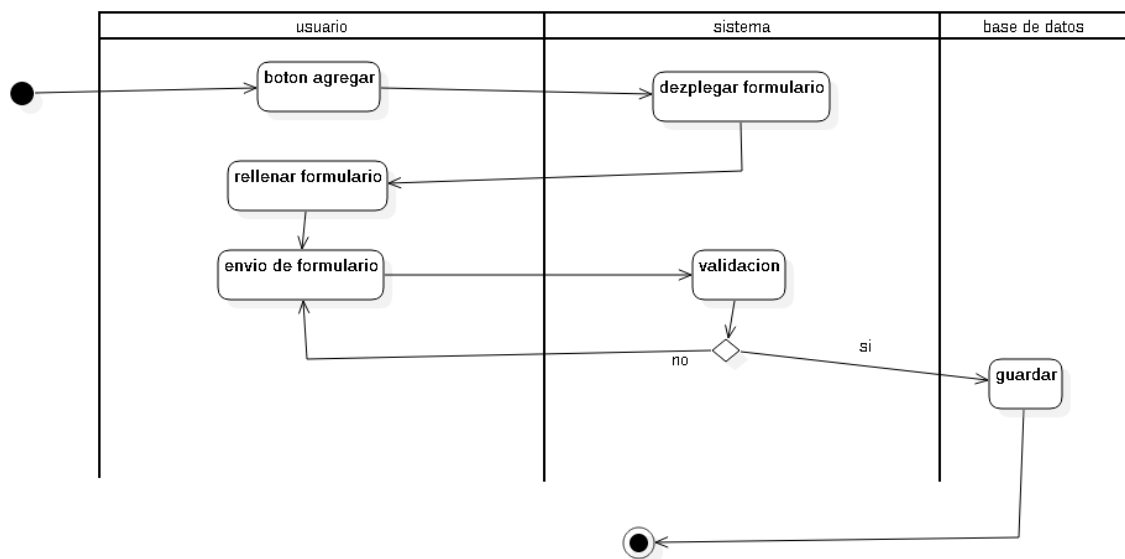 usuario
sistema
base de datos
boton agregar
dezplegar formulario
rellenar formulario
envio de formulario
validacion
no
si
guardar